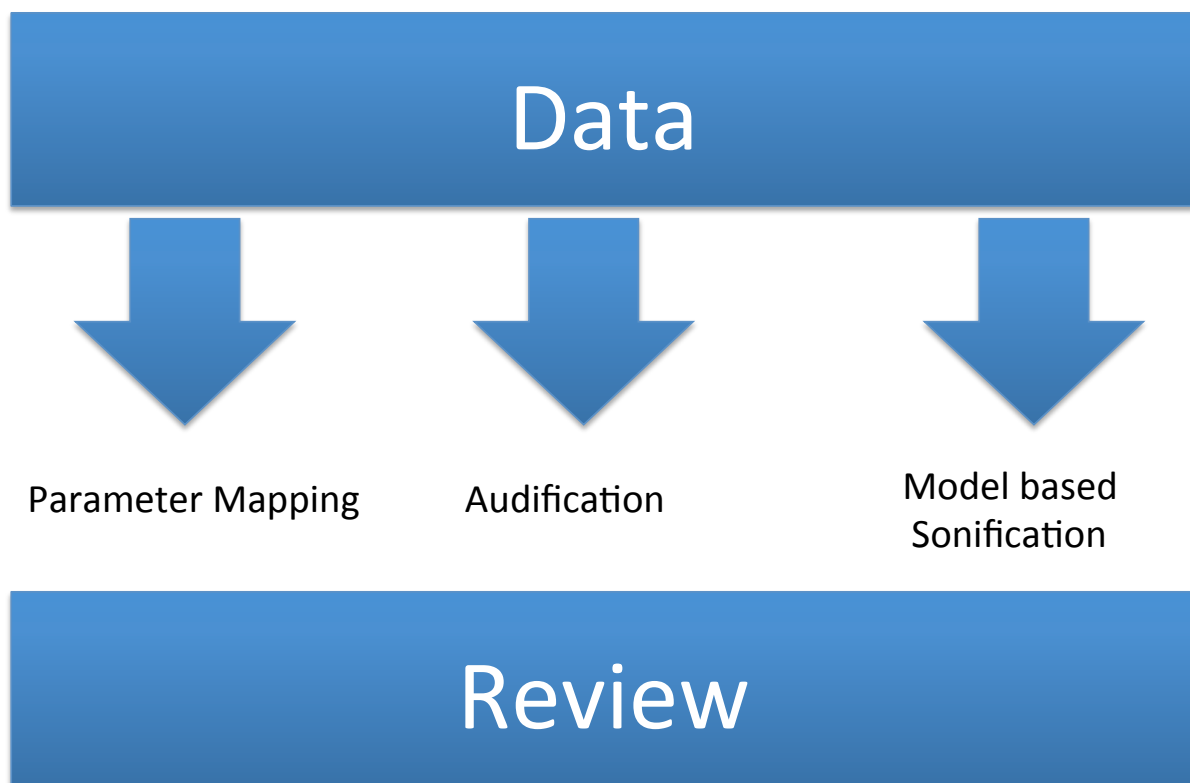 Data
Parameter Mapping
Audification
Model based
Sonification
Review